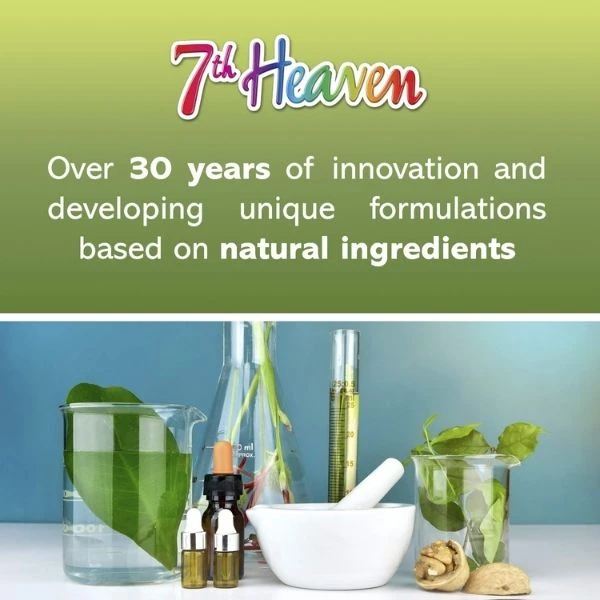 7th Heaven
Over 30 years of innovation and
developing unique formulations
based on natural ingredients